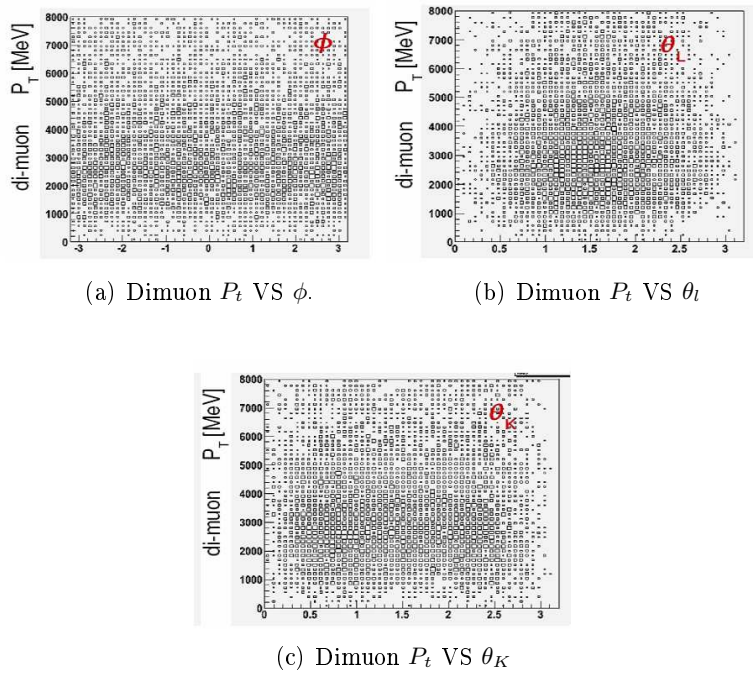 di-muon P_T [MeV]
8000
7000
6000
5000
4000
3000
2000
1000
0
-3 -2 -1 0 1 2 3
ϕ
(a) Dimuon P_t VS ϕ.
di-muon P_T [MeV]
8000
7000
6000
5000
4000
3000
2000
1000
0
0 0.5 1 1.5 2 2.5 3
θ_L
(b) Dimuon P_t VS θ_l
di-muon P_T [MeV]
8000
7000
6000
5000
4000
3000
2000
1000
0
0 0.5 1 1.5 2 2.5 3
θ_K
(c) Dimuon P_t VS θ_K